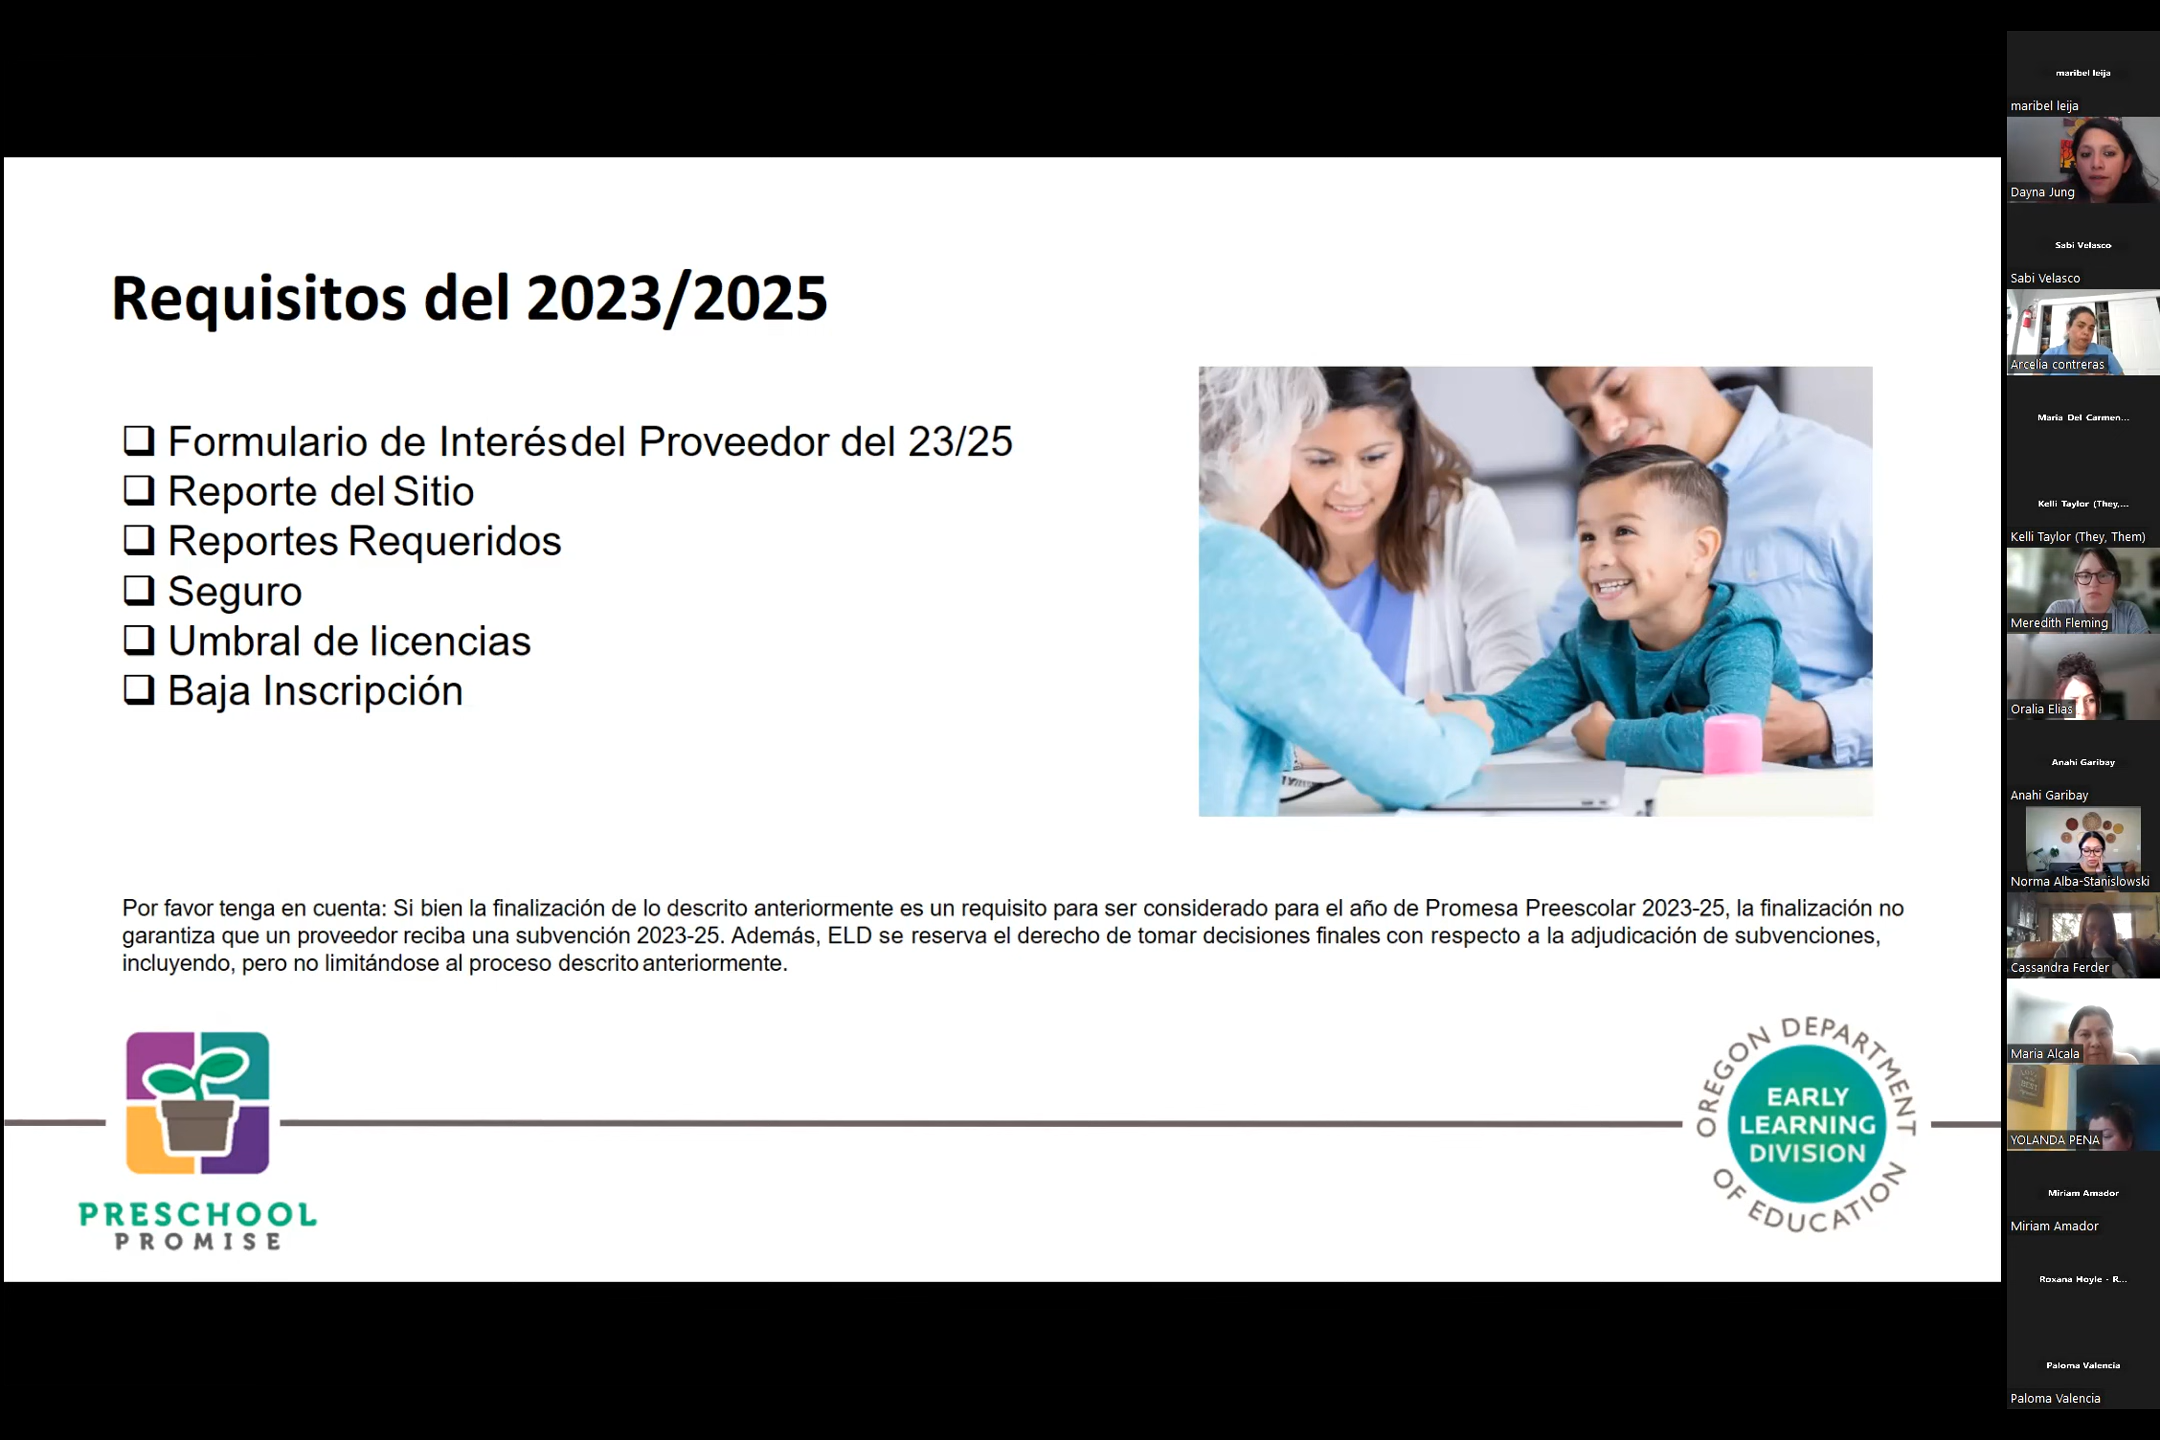 Requisitos del 2023/2025
Formulario de Interés del Proveedor del 23/25
Reporte del Sitio
Reportes Requeridos
Seguro
Umbral de licencias
Baja Inscripción
Por favor tenga en cuenta: Si bien la finalización de lo descrito anteriormente es un requisito para ser considerado para el año de Promesa Preescolar 2023-25, la finalización no
garantiza que un proveedor reciba una subvención 2023-25. Además, ELD se reserva el derecho de tomar decisiones finales con respecto a la adjudicación de subvenciones,
incluyendo, pero no limitándose al proceso descrito anteriormente.
PRESCHOOL
PROMISE
OREGON DEPARTMENT
OF EDUCATION
EARLY
LEARNING
DIVISION
maribel leija
maribel leija
Dayna Jung
Sabi Velasco
Sabi Velasco
Arcelia contreras
Maria Del Carmen...
Kelli Taylor (They,...
Kelli Taylor (They, Them)
Meredith Fleming
Oralia Elias
Anahi Garibay
Anahi Garibay
Norma Alba-Stanislowski
Cassandra Ferder
Maria Alcala
YOLANDA PENA
Miriam Amador
Miriam Amador
Roxana Hoyle - R...
Paloma Valencia
Paloma Valencia